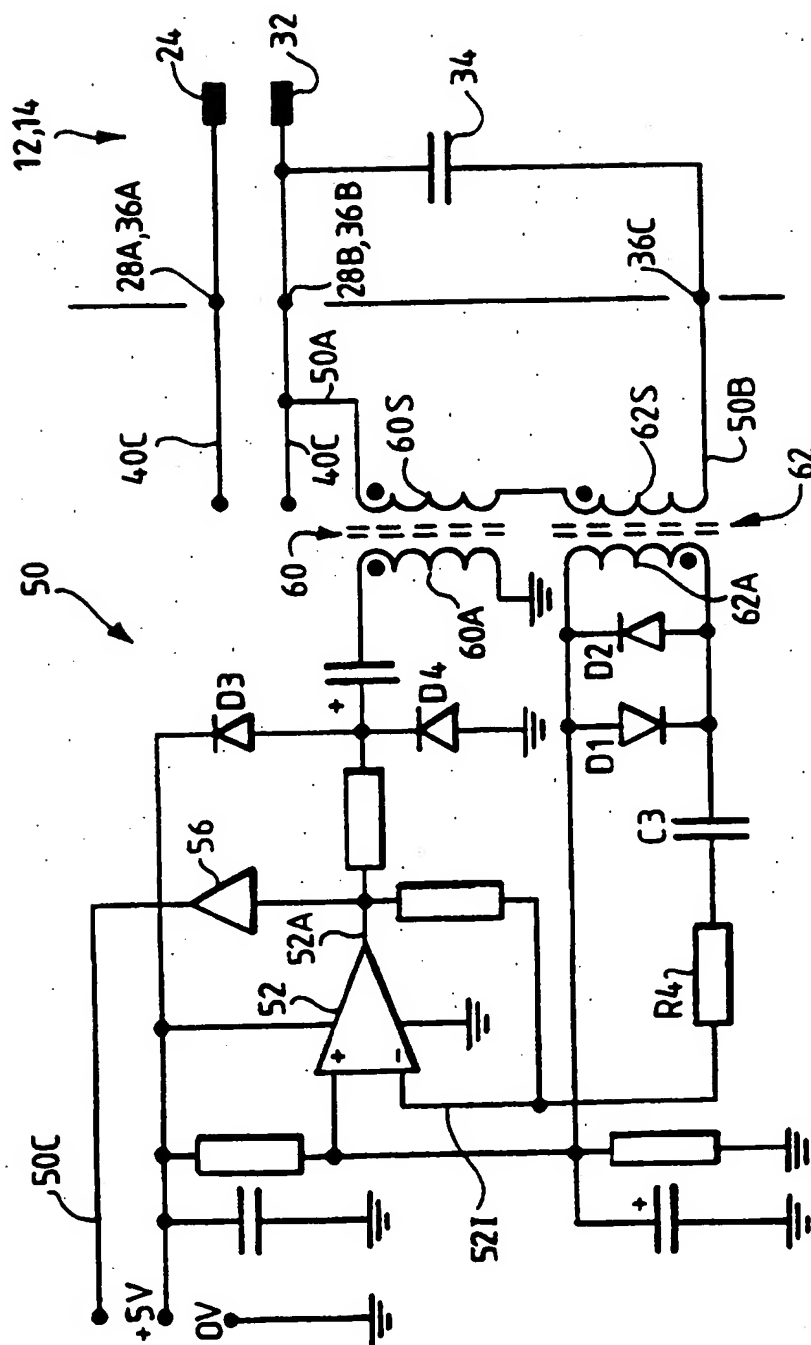 12,14
24
32
34
28A,36A
28B,36B
36C
40C
40C
50A
50B
60S
62S
60
62
50
60A
62A
D3
D4
D2
D1
+
C3
56
52A
52
R4
+
-
50C
52I
+5V
0V
+